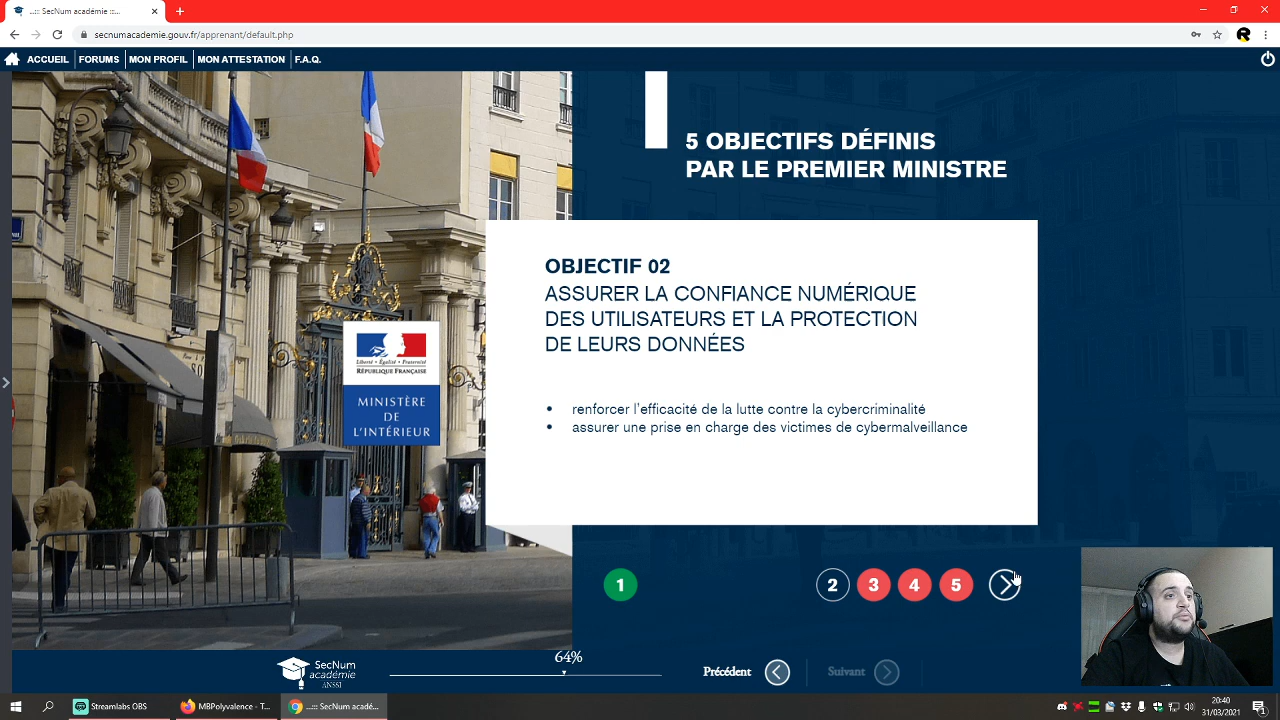 ..:: SecNum académie ::..
secnumacademie.gouv.fr/apprenant/default.php
ACCUEIL FORUMS MON PROFIL MON ATTESTATION F.A.Q.
5 OBJECTIFS DÉFINIS
PAR LE PREMIER MINISTRE
OBJECTIF 02
ASSURER LA CONFIANCE NUMÉRIQUE
DES UTILISATEURS ET LA PROTECTION
DE LEURS DONNÉES
• renforcer l'efficacité de la lutte contre la cybercriminalité
• assurer une prise en charge des victimes de cybermalveillance
Liberté • Égalité • Fraternité
RÉPUBLIQUE FRANÇAISE
MINISTÈRE
DE
L'INTÉRIEUR
1 2 3 4 5
64%
SecNum
académie
ANSSI
Précédent Suivant
Streamlabs OBS MBPolyvalence - T... ..:: SecNum acadé...
20:40
31/03/2021